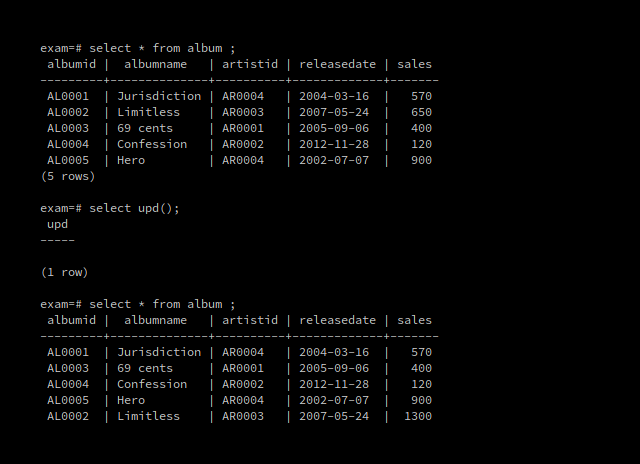 exam=# select * from album ;
 albumid |  albumname   | artistid | releasedate | sales
---------+--------------+----------+-------------+-------
 AL0001  | Jurisdiction | AR0004   | 2004-03-16  |   570
 AL0002  | Limitless    | AR0003   | 2007-05-24  |   650
 AL0003  | 69 cents     | AR0001   | 2005-09-06  |   400
 AL0004  | Confession   | AR0002   | 2012-11-28  |   120
 AL0005  | Hero         | AR0004   | 2002-07-07  |   900
(5 rows)
exam=# select upd();
 upd
-----
(1 row)
exam=# select * from album ;
 albumid |  albumname   | artistid | releasedate | sales
---------+--------------+----------+-------------+-------
 AL0001  | Jurisdiction | AR0004   | 2004-03-16  |   570
 AL0003  | 69 cents     | AR0001   | 2005-09-06  |   400
 AL0004  | Confession   | AR0002   | 2012-11-28  |   120
 AL0005  | Hero         | AR0004   | 2002-07-07  |   900
 AL0002  | Limitless    | AR0003   | 2007-05-24  |  1300